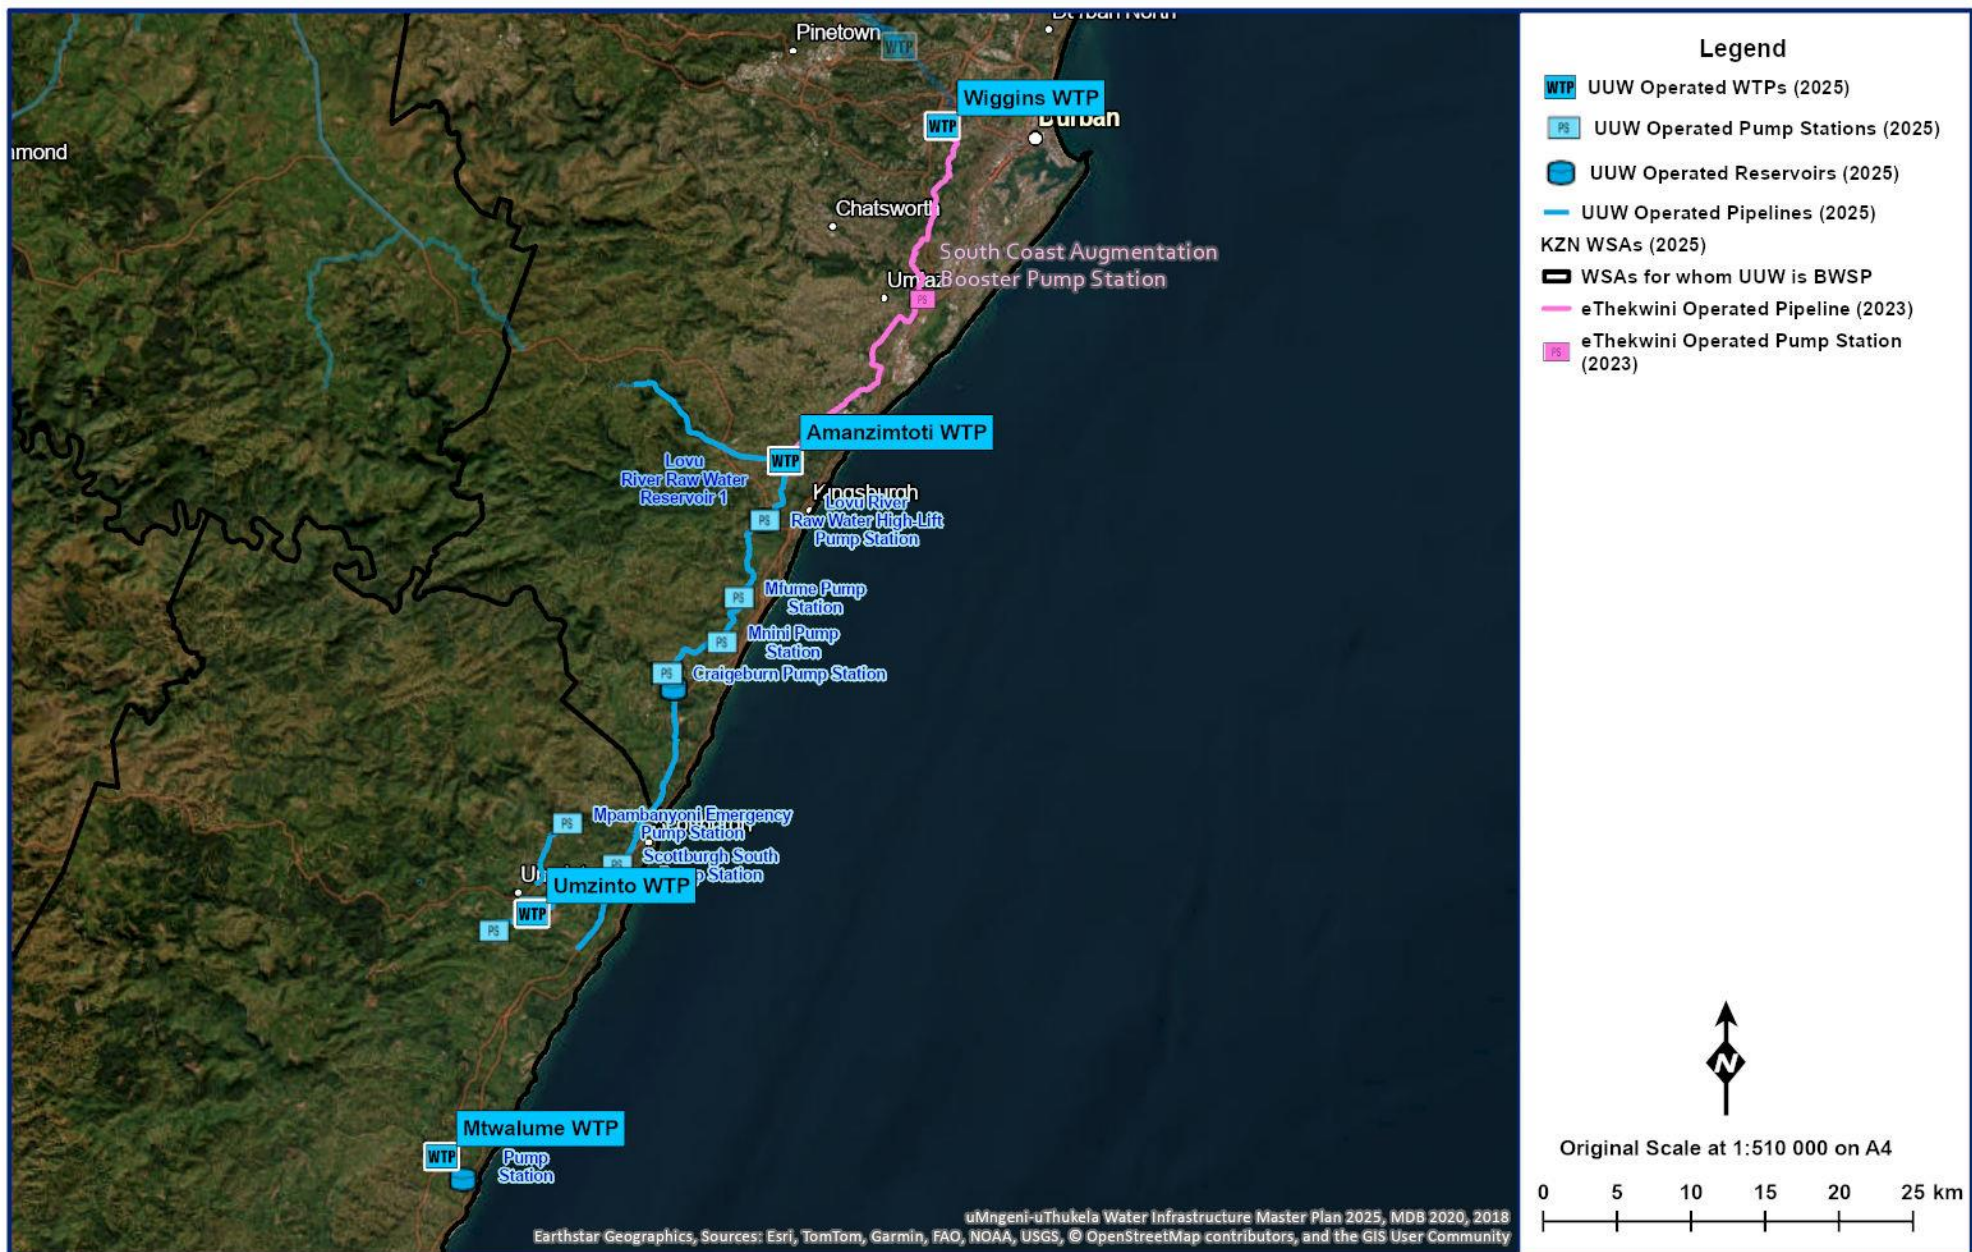 Durban North
Pinetown
WTP
Wiggins WTP
WTP
Durban
Chatsworth
South Coast Augmentation
Booster Pump Station
PS
Amanzimtoti WTP
WTP
Lovu
River Raw Water
Reservoir 1
Kingsburgh
Lovu River
Raw Water High-Lift
Pump Station
PS
PS
Mfume Pump
Station
PS
Mnini Pump
Station
PS
Craigeburn Pump Station
PS
Mpambanyoni Emergency
Pump Station
PS
Scottburgh South
Station
Umzinto WTP
WTP
PS
Mtwalume WTP
WTP
Pump
Station
uMngeni-uThukela Water Infrastructure Master Plan 2025, MDB 2020, 2018
Earthstar Geographics, Sources: Esri, TomTom, Garmin, FAO, NOAA, USGS, © OpenStreetMap contributors, and the GIS User Community
Legend
WTP UUW Operated WTPs (2025)
PS UUW Operated Pump Stations (2025)
UUW Operated Reservoirs (2025)
UUW Operated Pipelines (2025)
KZN WSAs (2025)
WSAs for whom UUW is BWSP
eThekwini Operated Pipeline (2023)
PS eThekwini Operated Pump Station
(2023)
N
Original Scale at 1:510 000 on A4
0 5 10 15 20 25 km